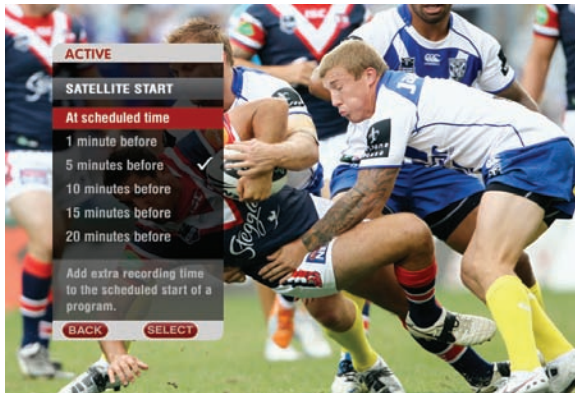 ACTIVE
SATELLITE START
At scheduled time
1 minute before
5 minutes before
10 minutes before
15 minutes before
20 minutes before
Add extra recording time
to the scheduled start of a
program.
BACK
SELECT
Steggles